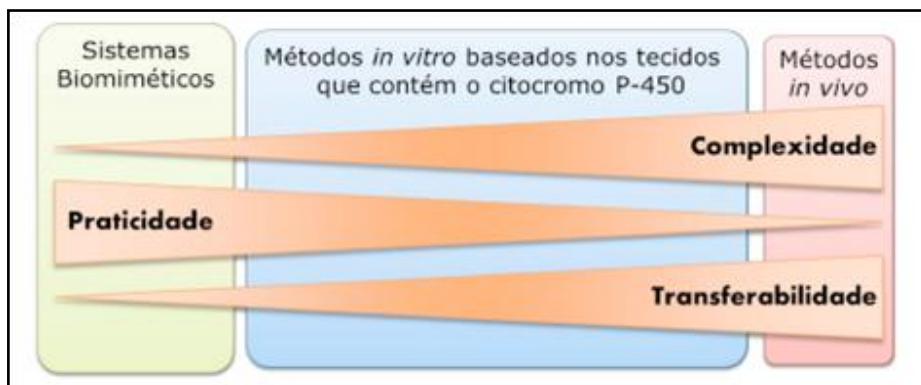 Sistemas
Biomiméticos
Métodos in vitro baseados nos tecidos
que contém o citocromo P-450
Métodos
in vivo
Complexidade
Praticidade
Transferabilidade